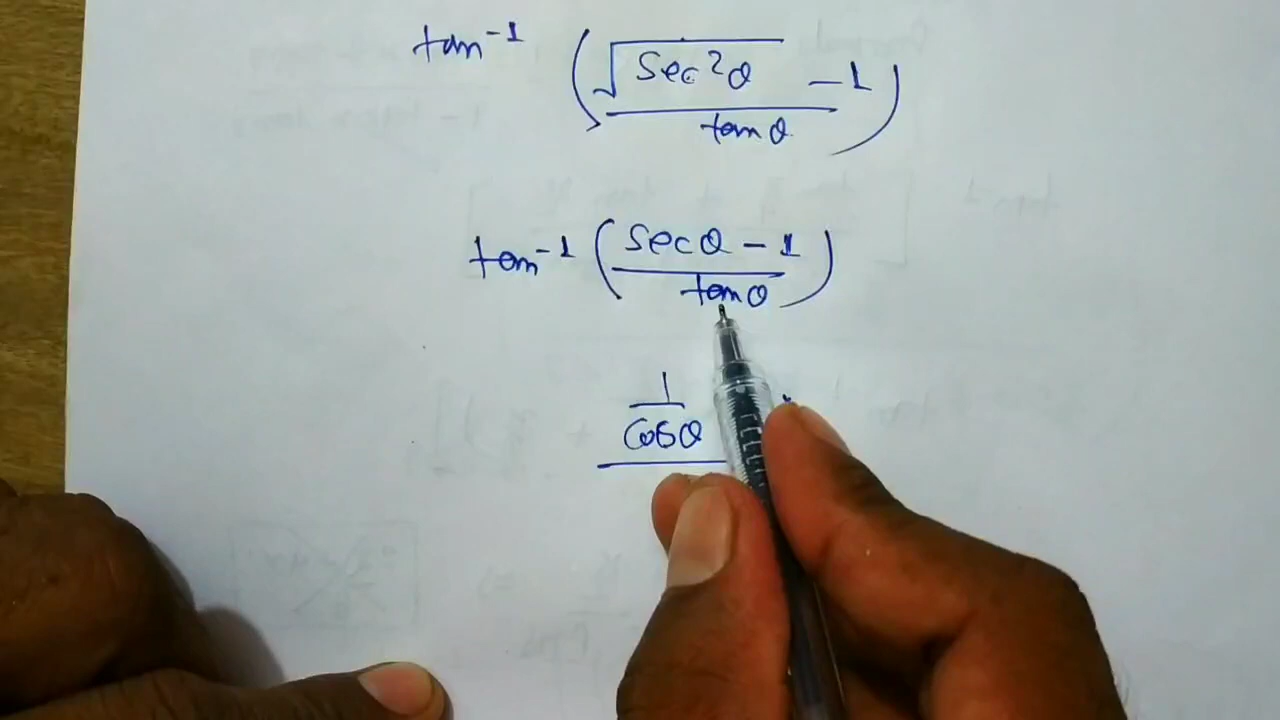 tan⁻¹ (√sec²θ - 1 / tanθ)
tan⁻¹ (secθ - 1 / tanθ)
1 / cosθ